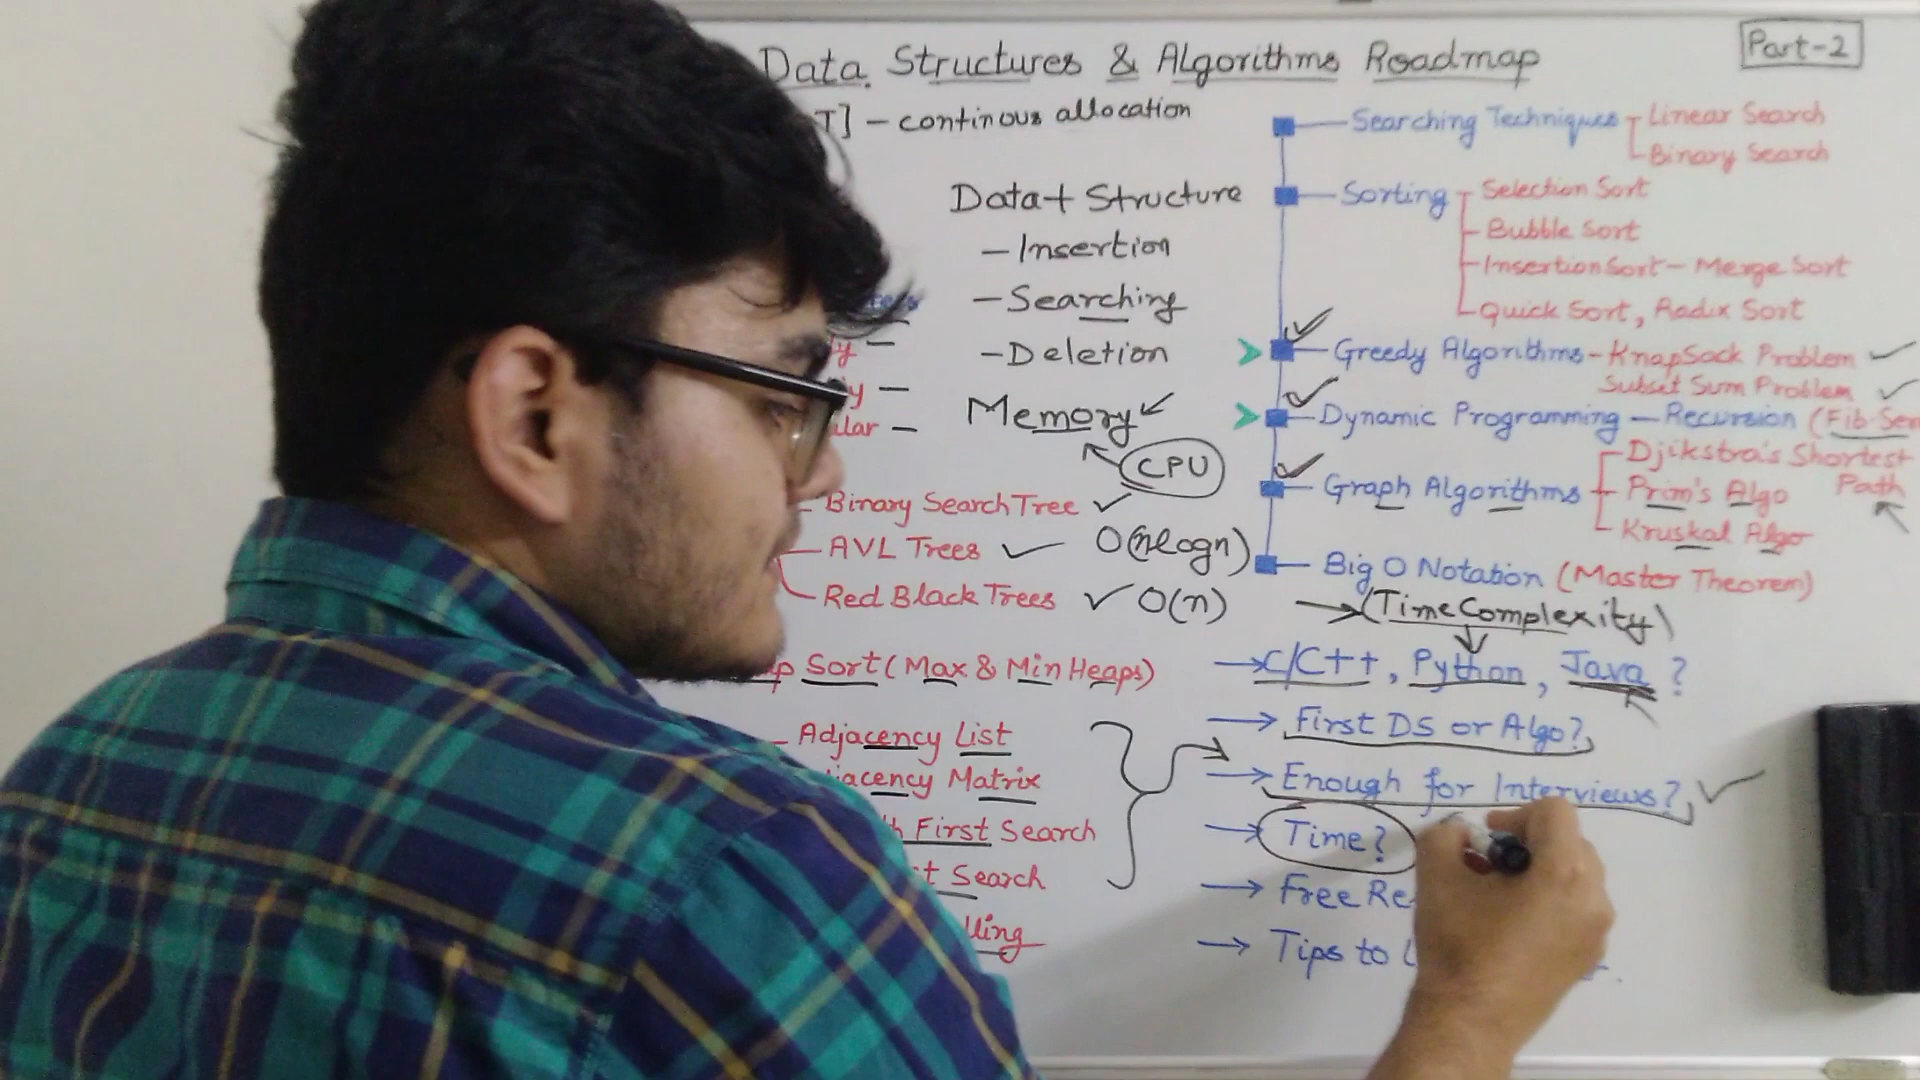 Data Structures & Algorithms Roadmap
Part-2
T] - continous allocation
Data + Structure
- Insertion
- Searching
- Deletion
Memory
CPU
Binary Search Tree
AVL Trees
O(nlogn)
Red Black Trees
O(n)
Sort (Max & Min Heaps)
Adjacency List
acency Matrix
First Search
t Search
lling
Searching Techniques
Linear Search
Binary Search
Sorting
Selection Sort
Bubble Sort
Insertion Sort - Merge Sort
Quick Sort, Radix Sort
Greedy Algorithms - KnapSack Problem
Subset Sum Problem
Dynamic Programming - Recursion (Fib-Ser
Graph Algorithms
Djikstra's Shortest
Path
Prim's Algo
Kruskal Algo
Big O Notation (Master Theorem)
(Time Complexity)
C/C++, Python, Java ?
First DS or Algo?
Enough for Interviews?
Time?
Free Re
Tips to L